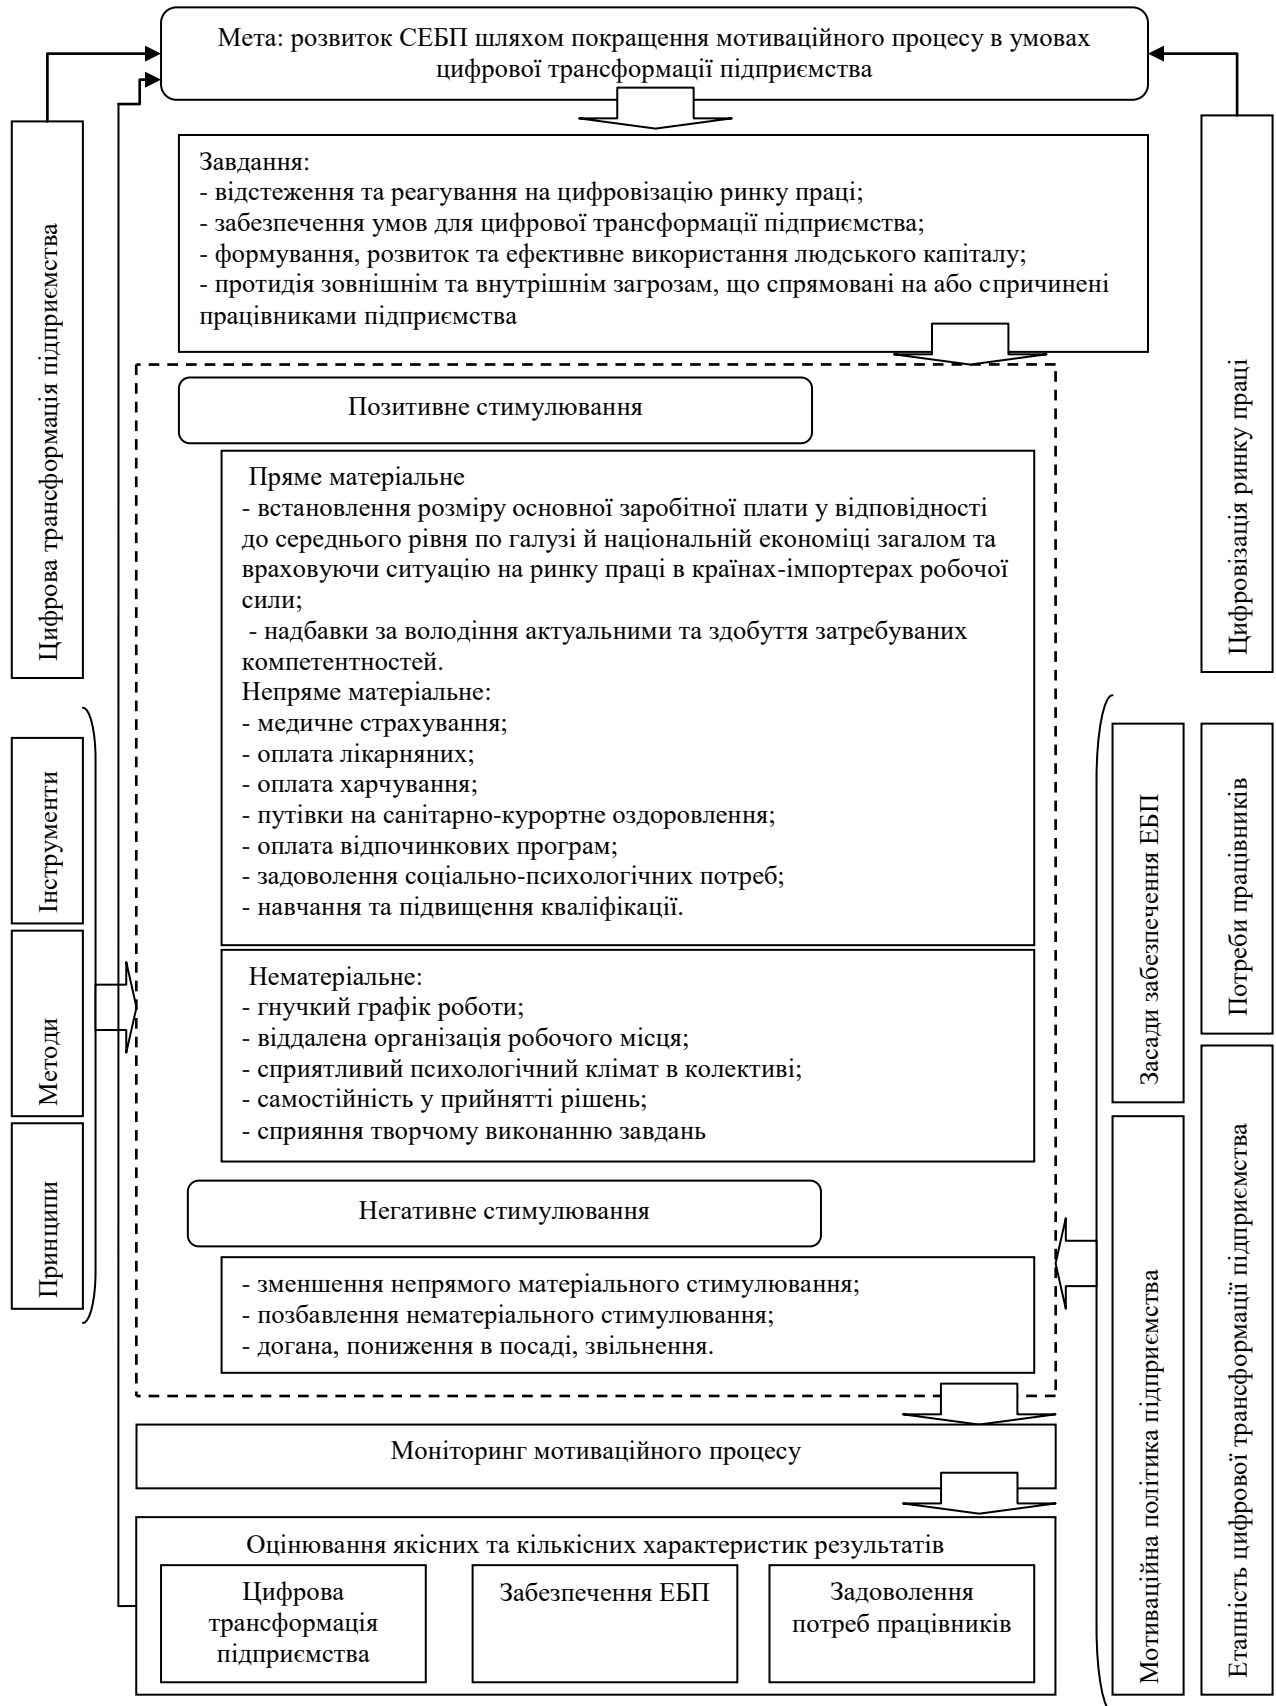 Мета: розвиток СЕБП шляхом покращення мотиваційного процесу в умовах
цифрової трансформації підприємства
Завдання:
- відстеження та реагування на цифровізацію ринку праці;
- забезпечення умов для цифрової трансформації підприємства;
- формування, розвиток та ефективне використання людського капіталу;
- протидія зовнішнім та внутрішнім загрозам, що спрямовані на або спричинені
працівниками підприємства
Цифрова трансформація підприємства
Цифровізація ринку праці
Позитивне стимулювання
Пряме матеріальне
- встановлення розміру основної заробітної плати у відповідності
до середнього рівня по галузі й національній економіці загалом та
враховуючи ситуацію на ринку праці в країнах-імпортерах робочої
сили;
- надбавки за володіння актуальними та здобуття затребуваних
компетентностей.
Непряме матеріальне:
- медичне страхування;
- оплата лікарняних;
- оплата харчування;
- путівки на санітарно-курортне оздоровлення;
- оплата відпочинкових програм;
- задоволення соціально-психологічних потреб;
- навчання та підвищення кваліфікації.
Нематеріальне:
- гнучкий графік роботи;
- віддалена організація робочого місця;
- сприятливий психологічний клімат в колективі;
- самостійність у прийнятті рішень;
- сприяння творчому виконанню завдань
Негативне стимулювання
- зменшення непрямого матеріального стимулювання;
- позбавлення нематеріального стимулювання;
- догана, пониження в посаді, звільнення.
Інструменти
Методи
Принципи
Засади забезпечення ЕБП
Потреби працівників
Мотиваційна політика підприємства
Етапність цифрової трансформації підприємства
Моніторинг мотиваційного процесу
Оцінювання якісних та кількісних характеристик результатів
Цифрова
трансформація
підприємства
Забезпечення ЕБП
Задоволення
потреб працівників